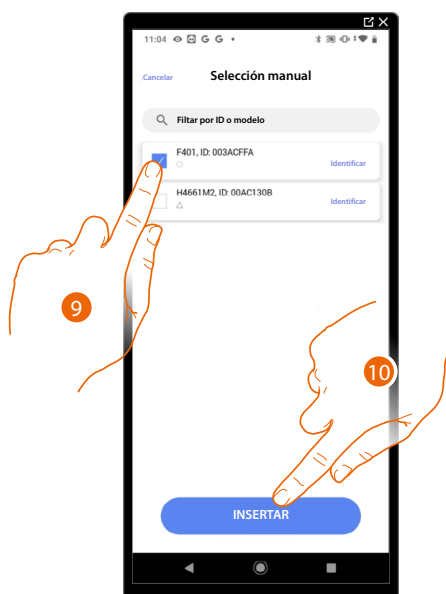 11:04 G G
Cancelar Selección manual
Filtar por ID o modelo
F401, ID: 003ACFFA
Identificar
H4661M2, ID: 00AC130B
Identificar
9
10
INSERTAR